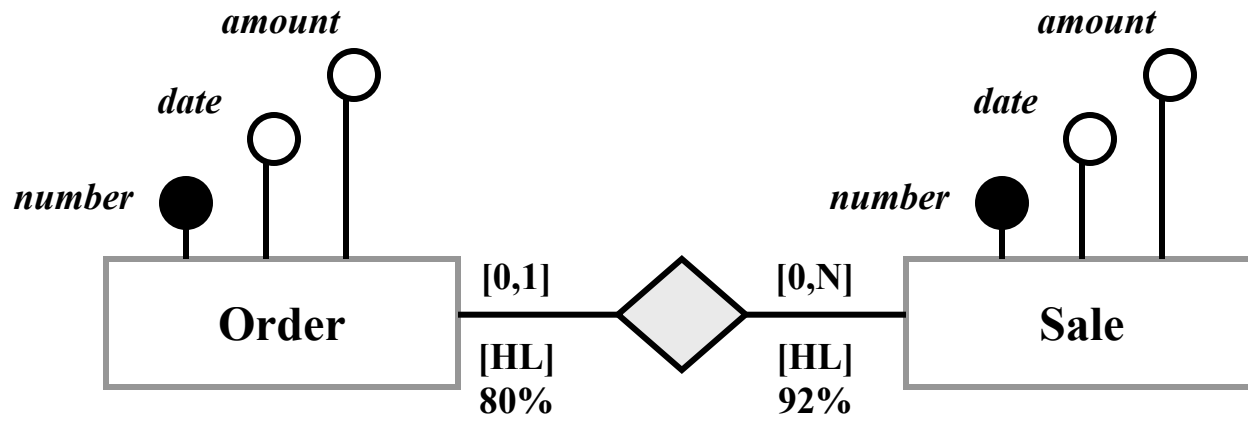 amount
amount
date
date
number
number
[0,1]
[0,N]
Order
Sale
[HL]
80%
[HL]
92%